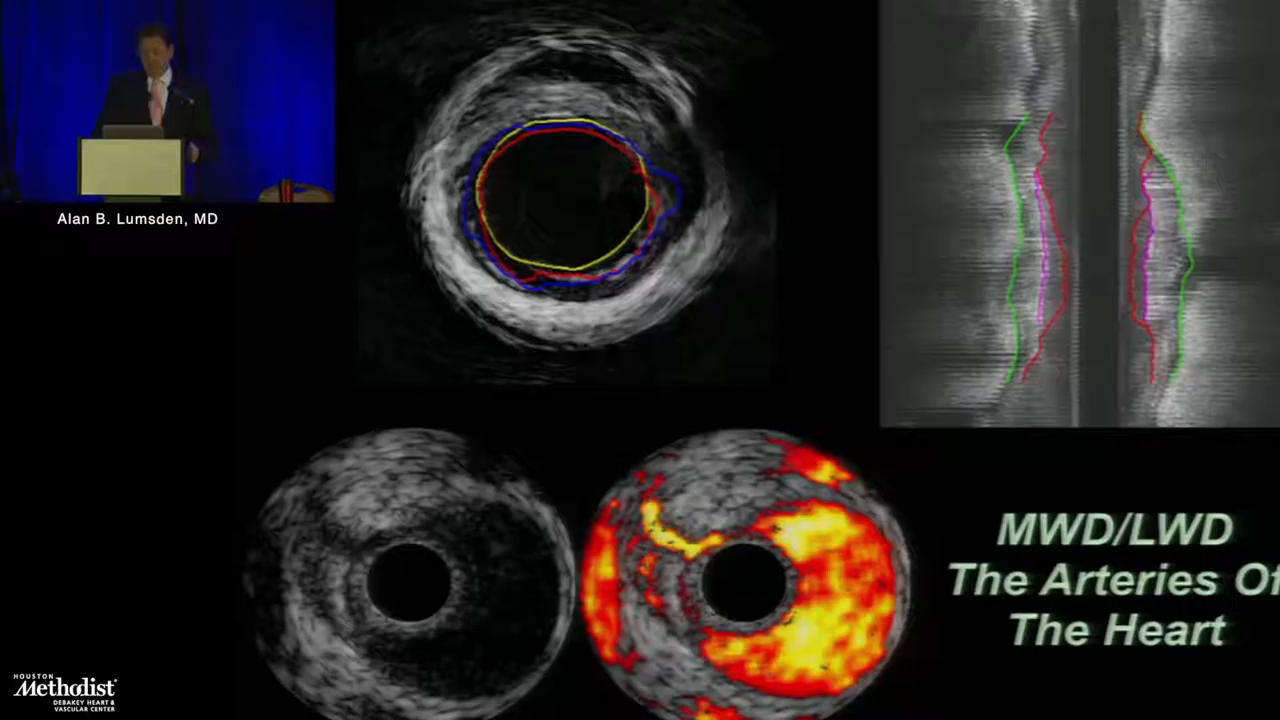 Alan B. Lumsden, MD
MWD/LWD
The Arteries Of
The Heart
HOUSTON
Methodist
DEBAKEY HEART &
VASCULAR CENTER